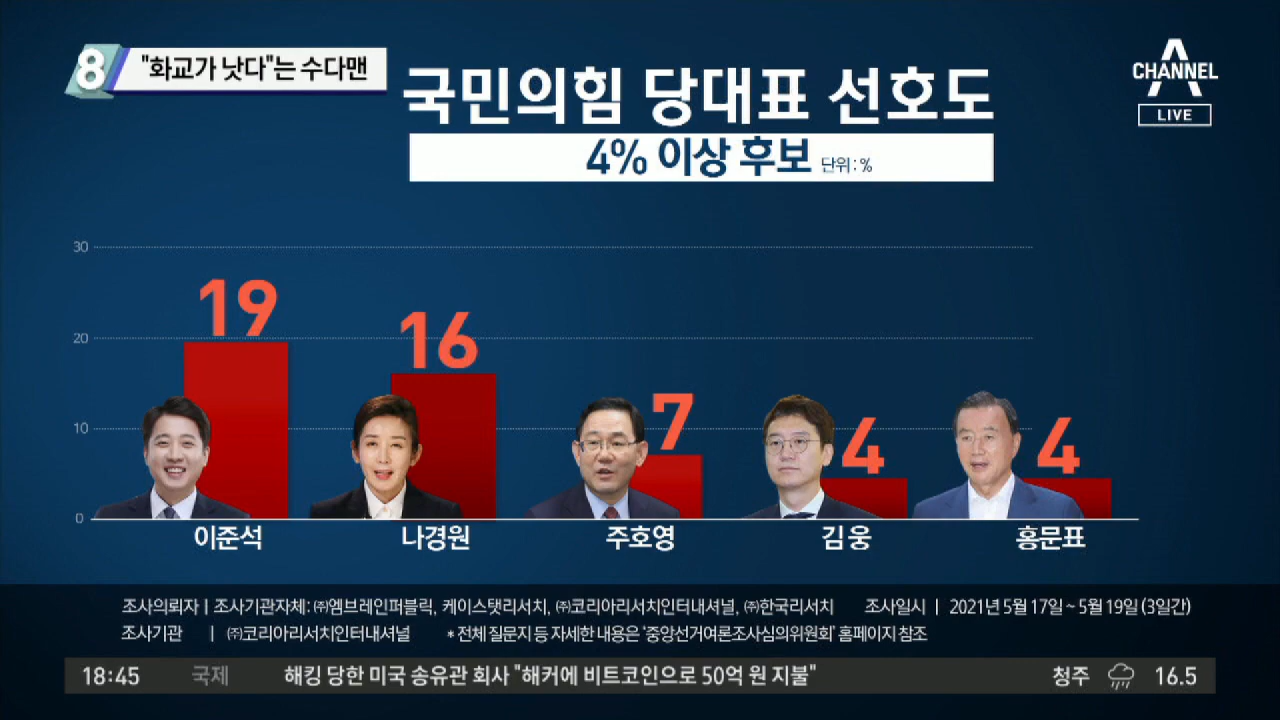 8 "화교가 낫다"는 수다맨
국민의힘 당대표 선호도
CHANNEL A
LIVE
4% 이상 후보 단위 : %
30
20
10
0
19
16
7
4
4
이준석
나경원
주호영
김웅
홍문표
조사의뢰자 | 조사기관자체 : ㈜엠브레인퍼블릭, 케이스탯리서치, ㈜코리아리서치인터내셔널, ㈜한국리서치 조사일시 | 2021년 5월 17일 ~ 5월 19일 (3일간)
조사기관 | ㈜코리아리서치인터내셔널 * 전체 질문지 등 자세한 내용은 '중앙선거여론조사심의위원회' 홈페이지 참조
18:45 국제 해킹 당한 미국 송유관 회사 "해커에 비트코인으로 50억 원 지불" 청주 16.5